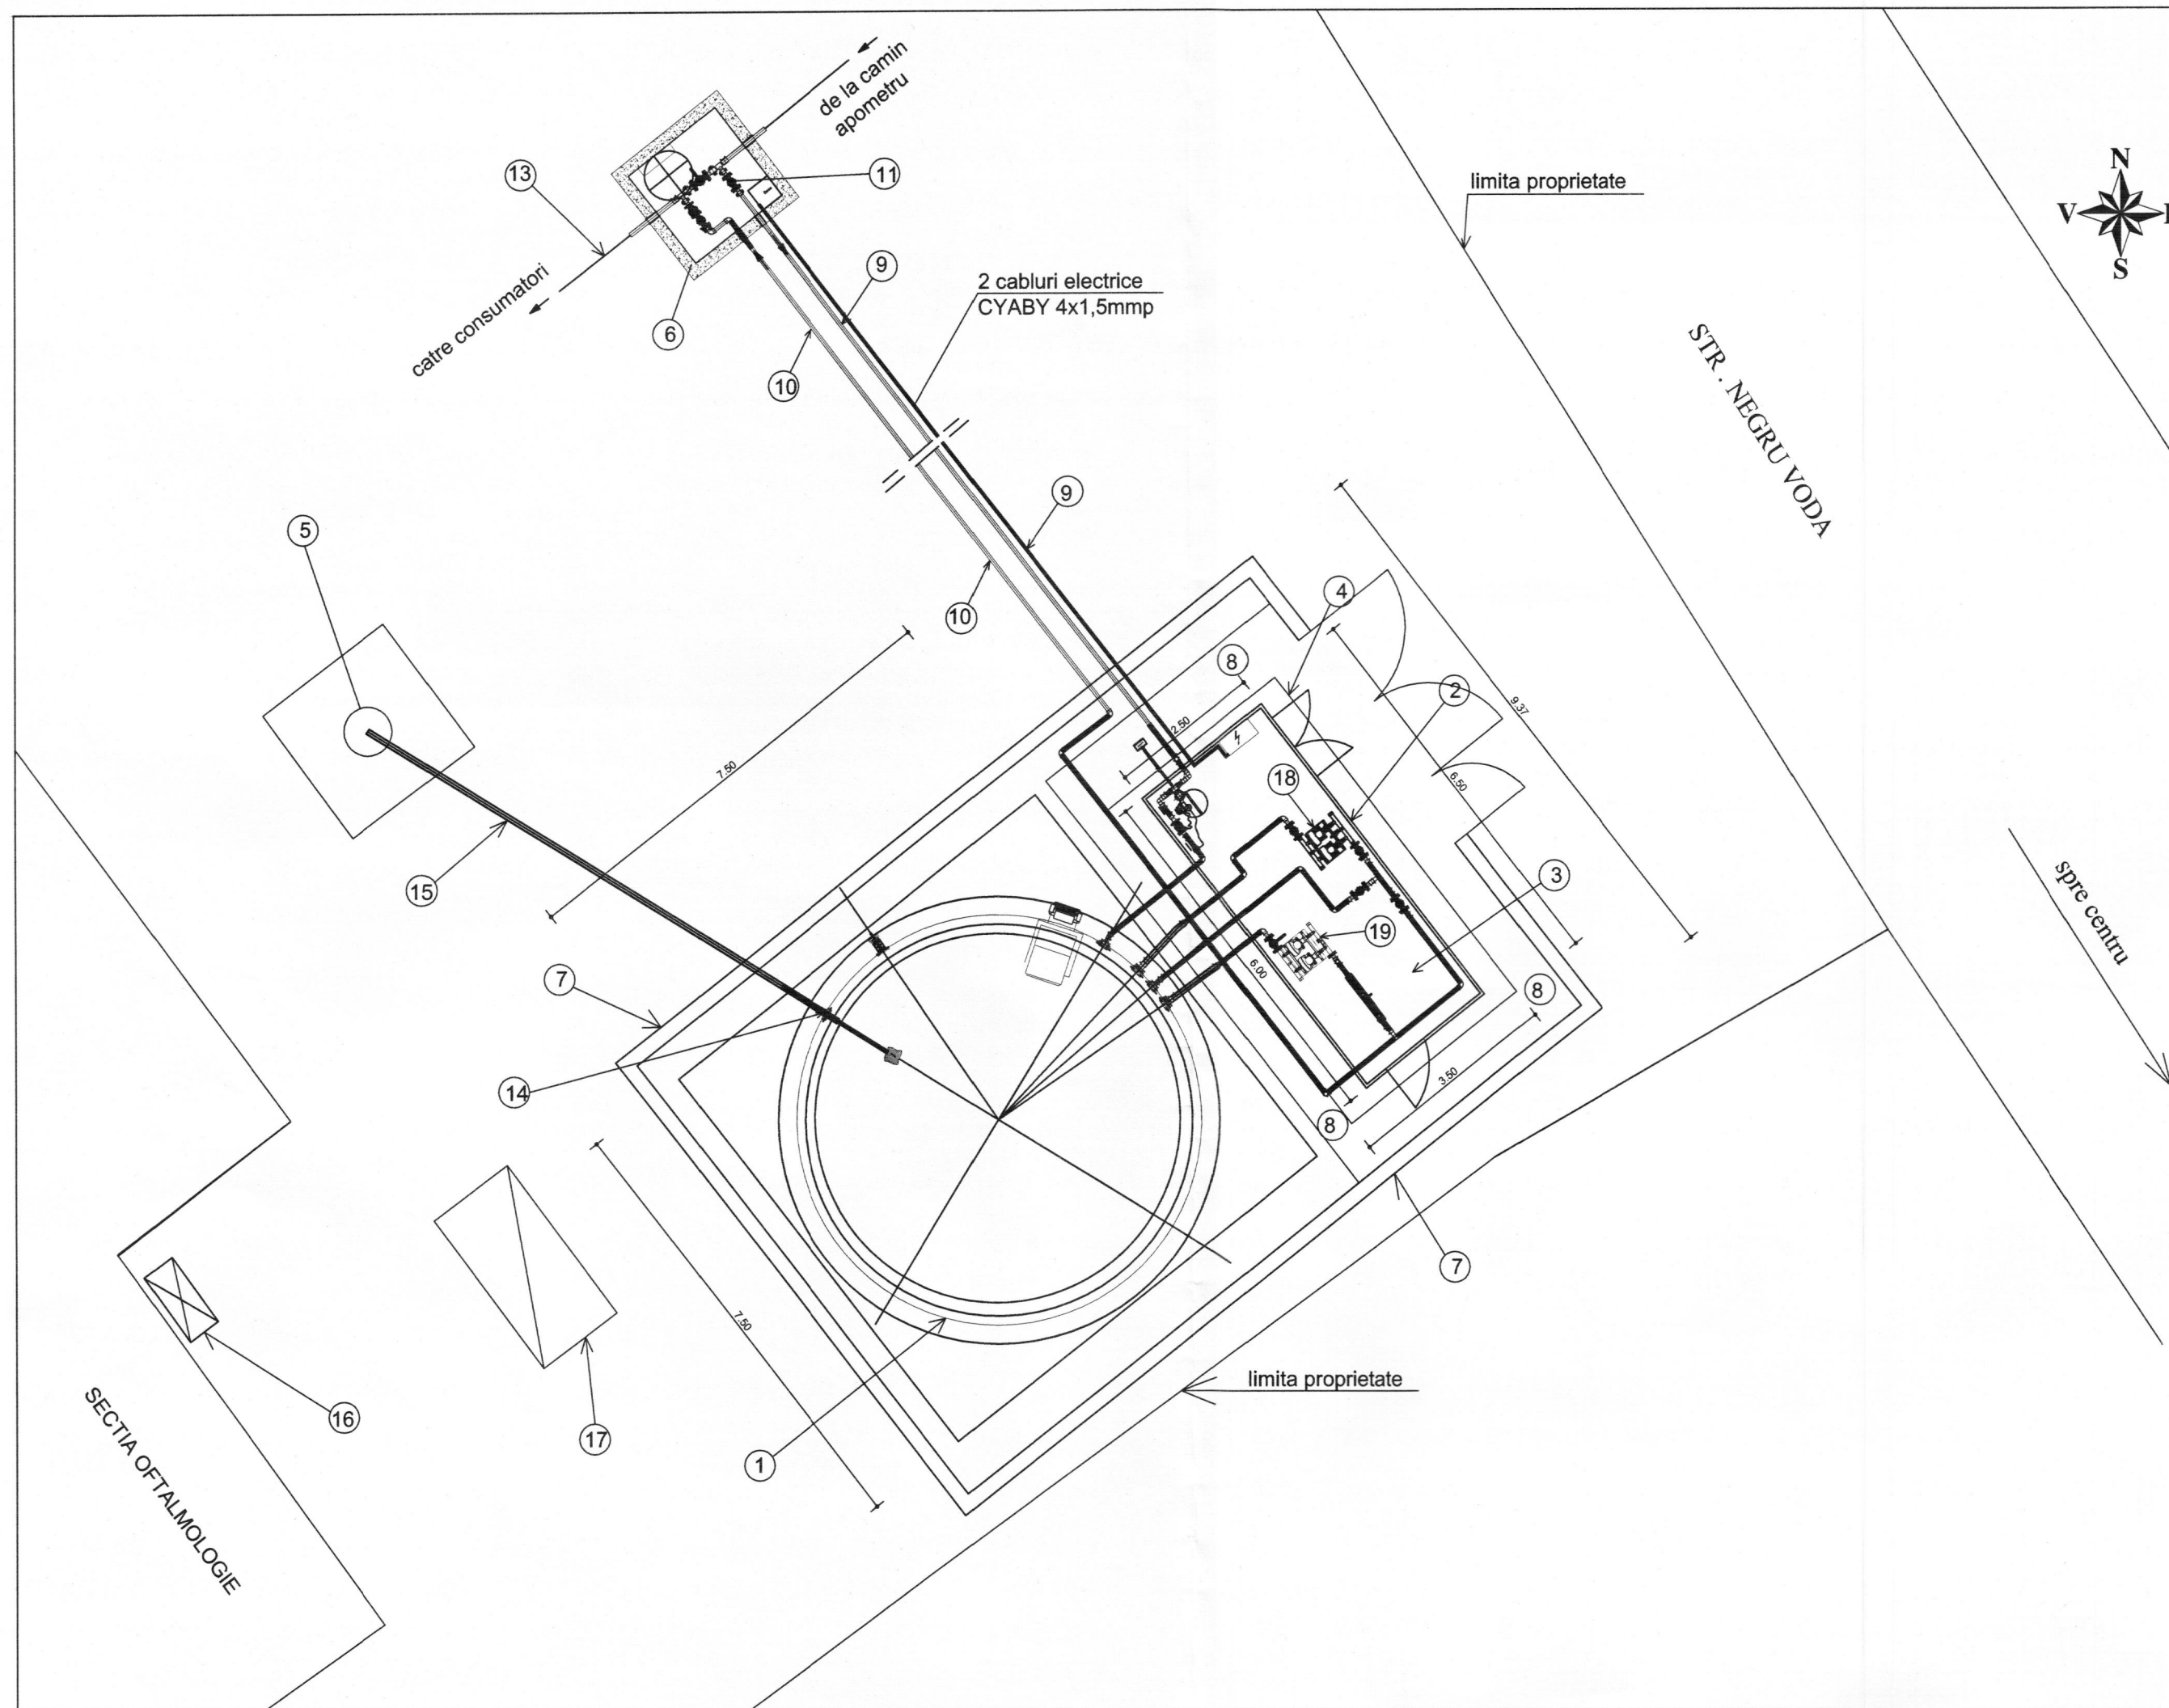 de la camin
apometru
13
11
limita proprietate
N
V
S
9
2 cabluri electrice
CYABY 4x1,5mmp
catre consumatori
6
10
STR . NEGRU VODA
9
5
10
4
8
2
9.37
2.50
7.50
18
6.50
3
spre centru
15
19
6.00
7
8
14
3.50
8
7
7.50
limita proprietate
16
17
1
SECTIA OFTALMOLOGIE